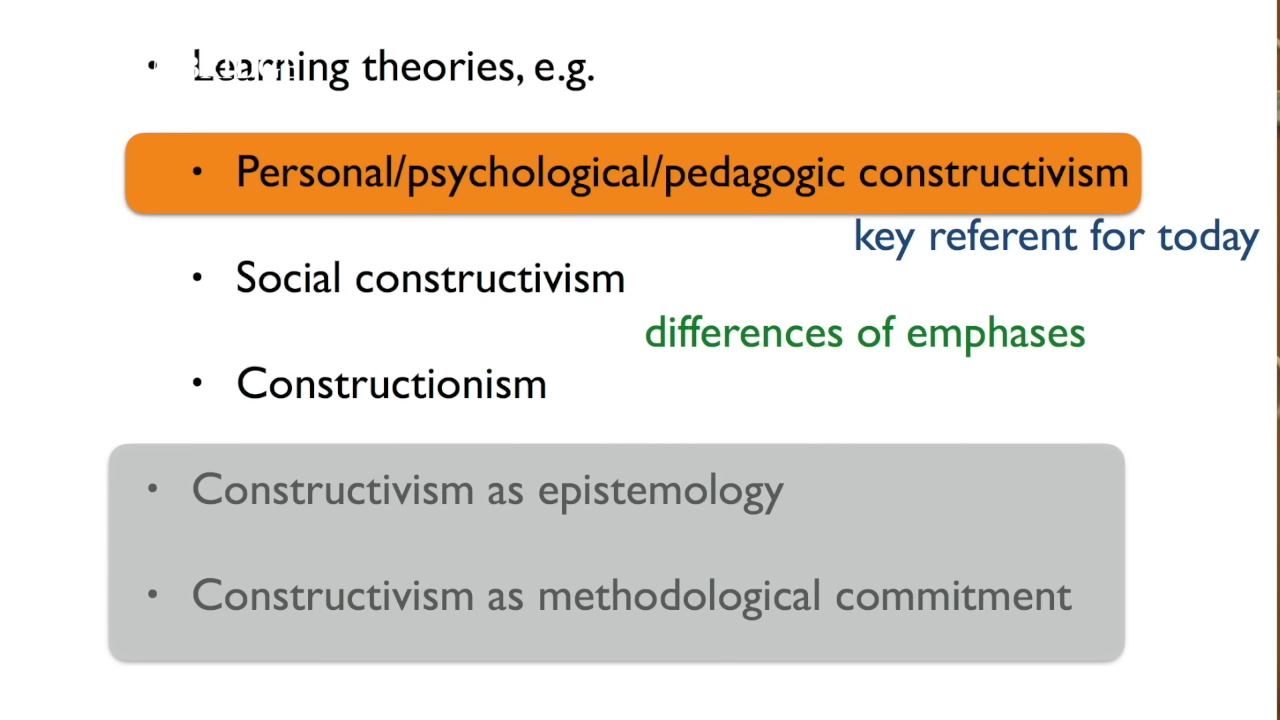 • Learning theories, e.g.
• Personal/psychological/pedagogic constructivism
key referent for today
• Social constructivism
differences of emphases
• Constructionism
• Constructivism as epistemology
• Constructivism as methodological commitment